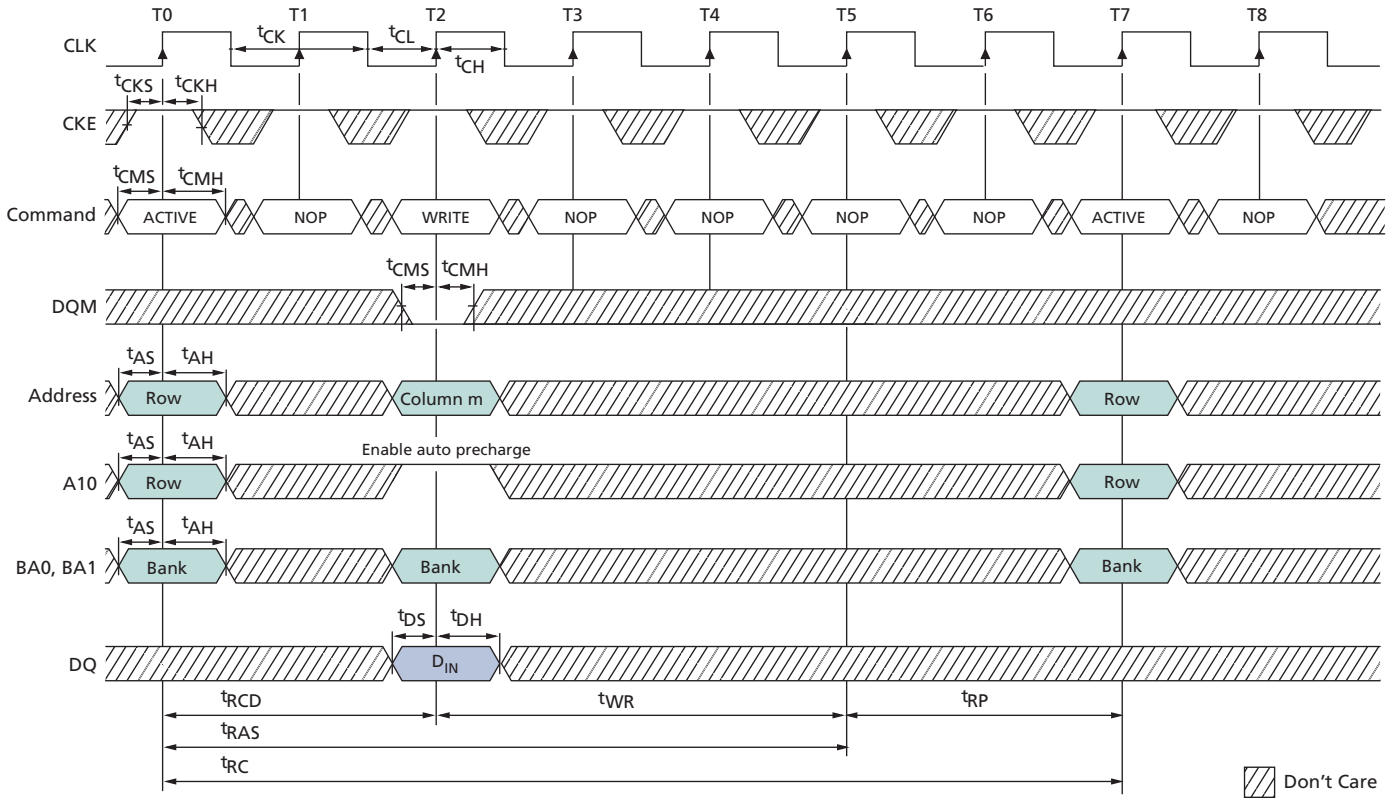 T0 T1 T2 T3 T4 T5 T6 T7 T8
CLK
tCK tCL
tCH
tCKS tCKH
CKE
tCMS tCMH
Command ACTIVE NOP WRITE NOP NOP NOP NOP ACTIVE NOP
tCMS tCMH
DQM
tAS tAH
Address Row Column m Row
tAS tAH
Enable auto precharge
A10 Row Row
tAS tAH
BA0, BA1 Bank Bank Bank
tDS tDH
DQ DIN
tRCD tWR tRP
tRAS
tRC
Don't Care